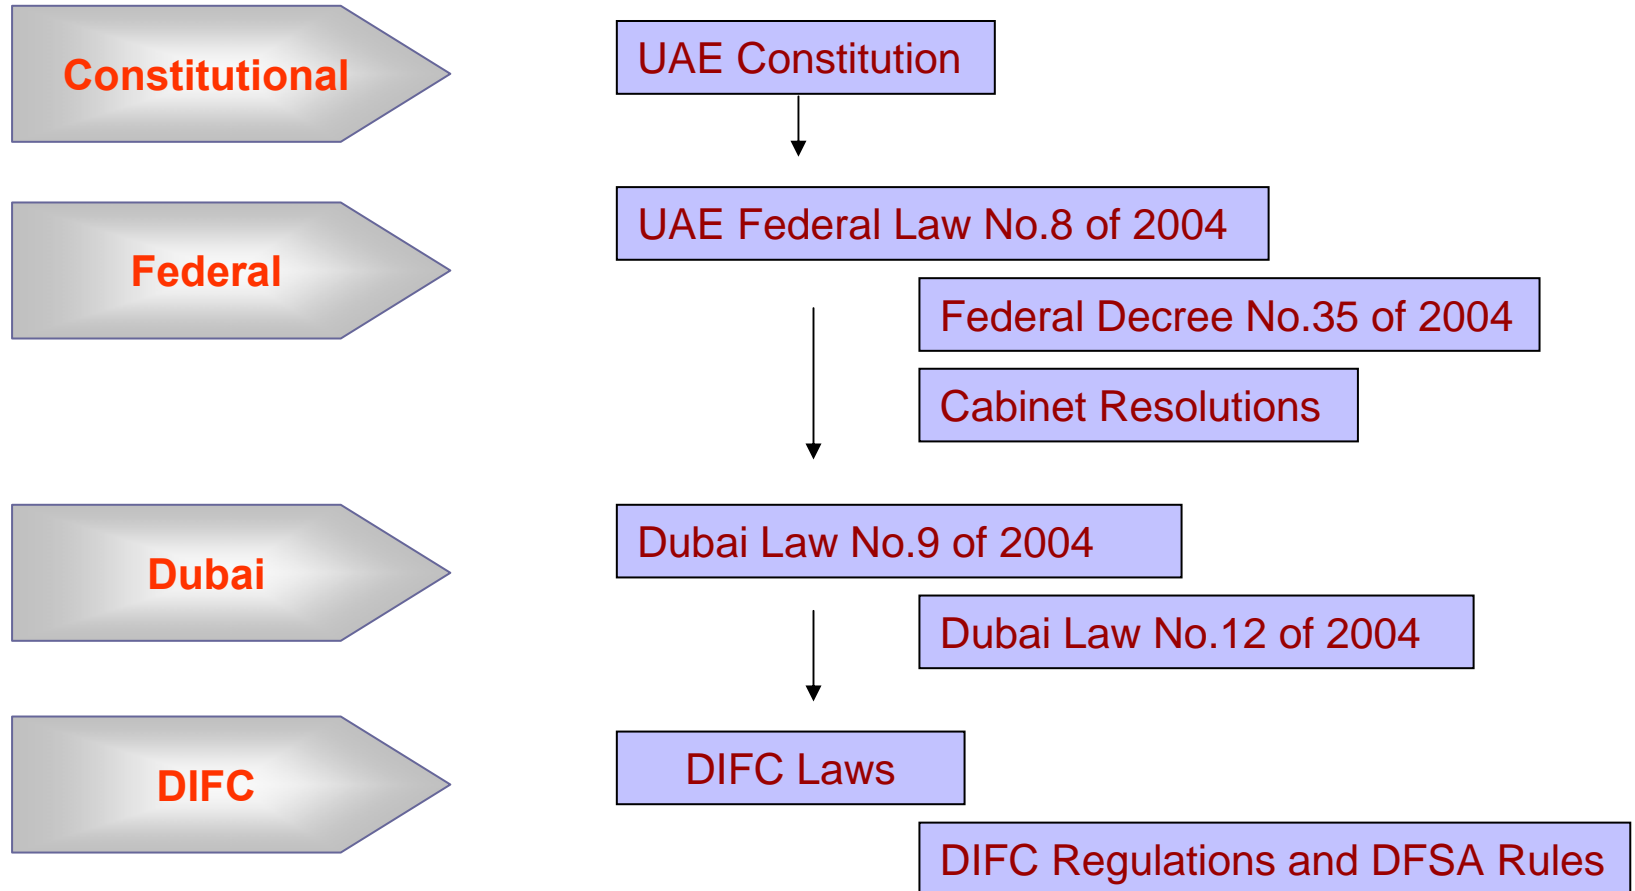 Constitutional
UAE Constitution
Federal
UAE Federal Law No.8 of 2004
Federal Decree No.35 of 2004
Cabinet Resolutions
Dubai
Dubai Law No.9 of 2004
Dubai Law No.12 of 2004
DIFC
DIFC Laws
DIFC Regulations and DFSA Rules